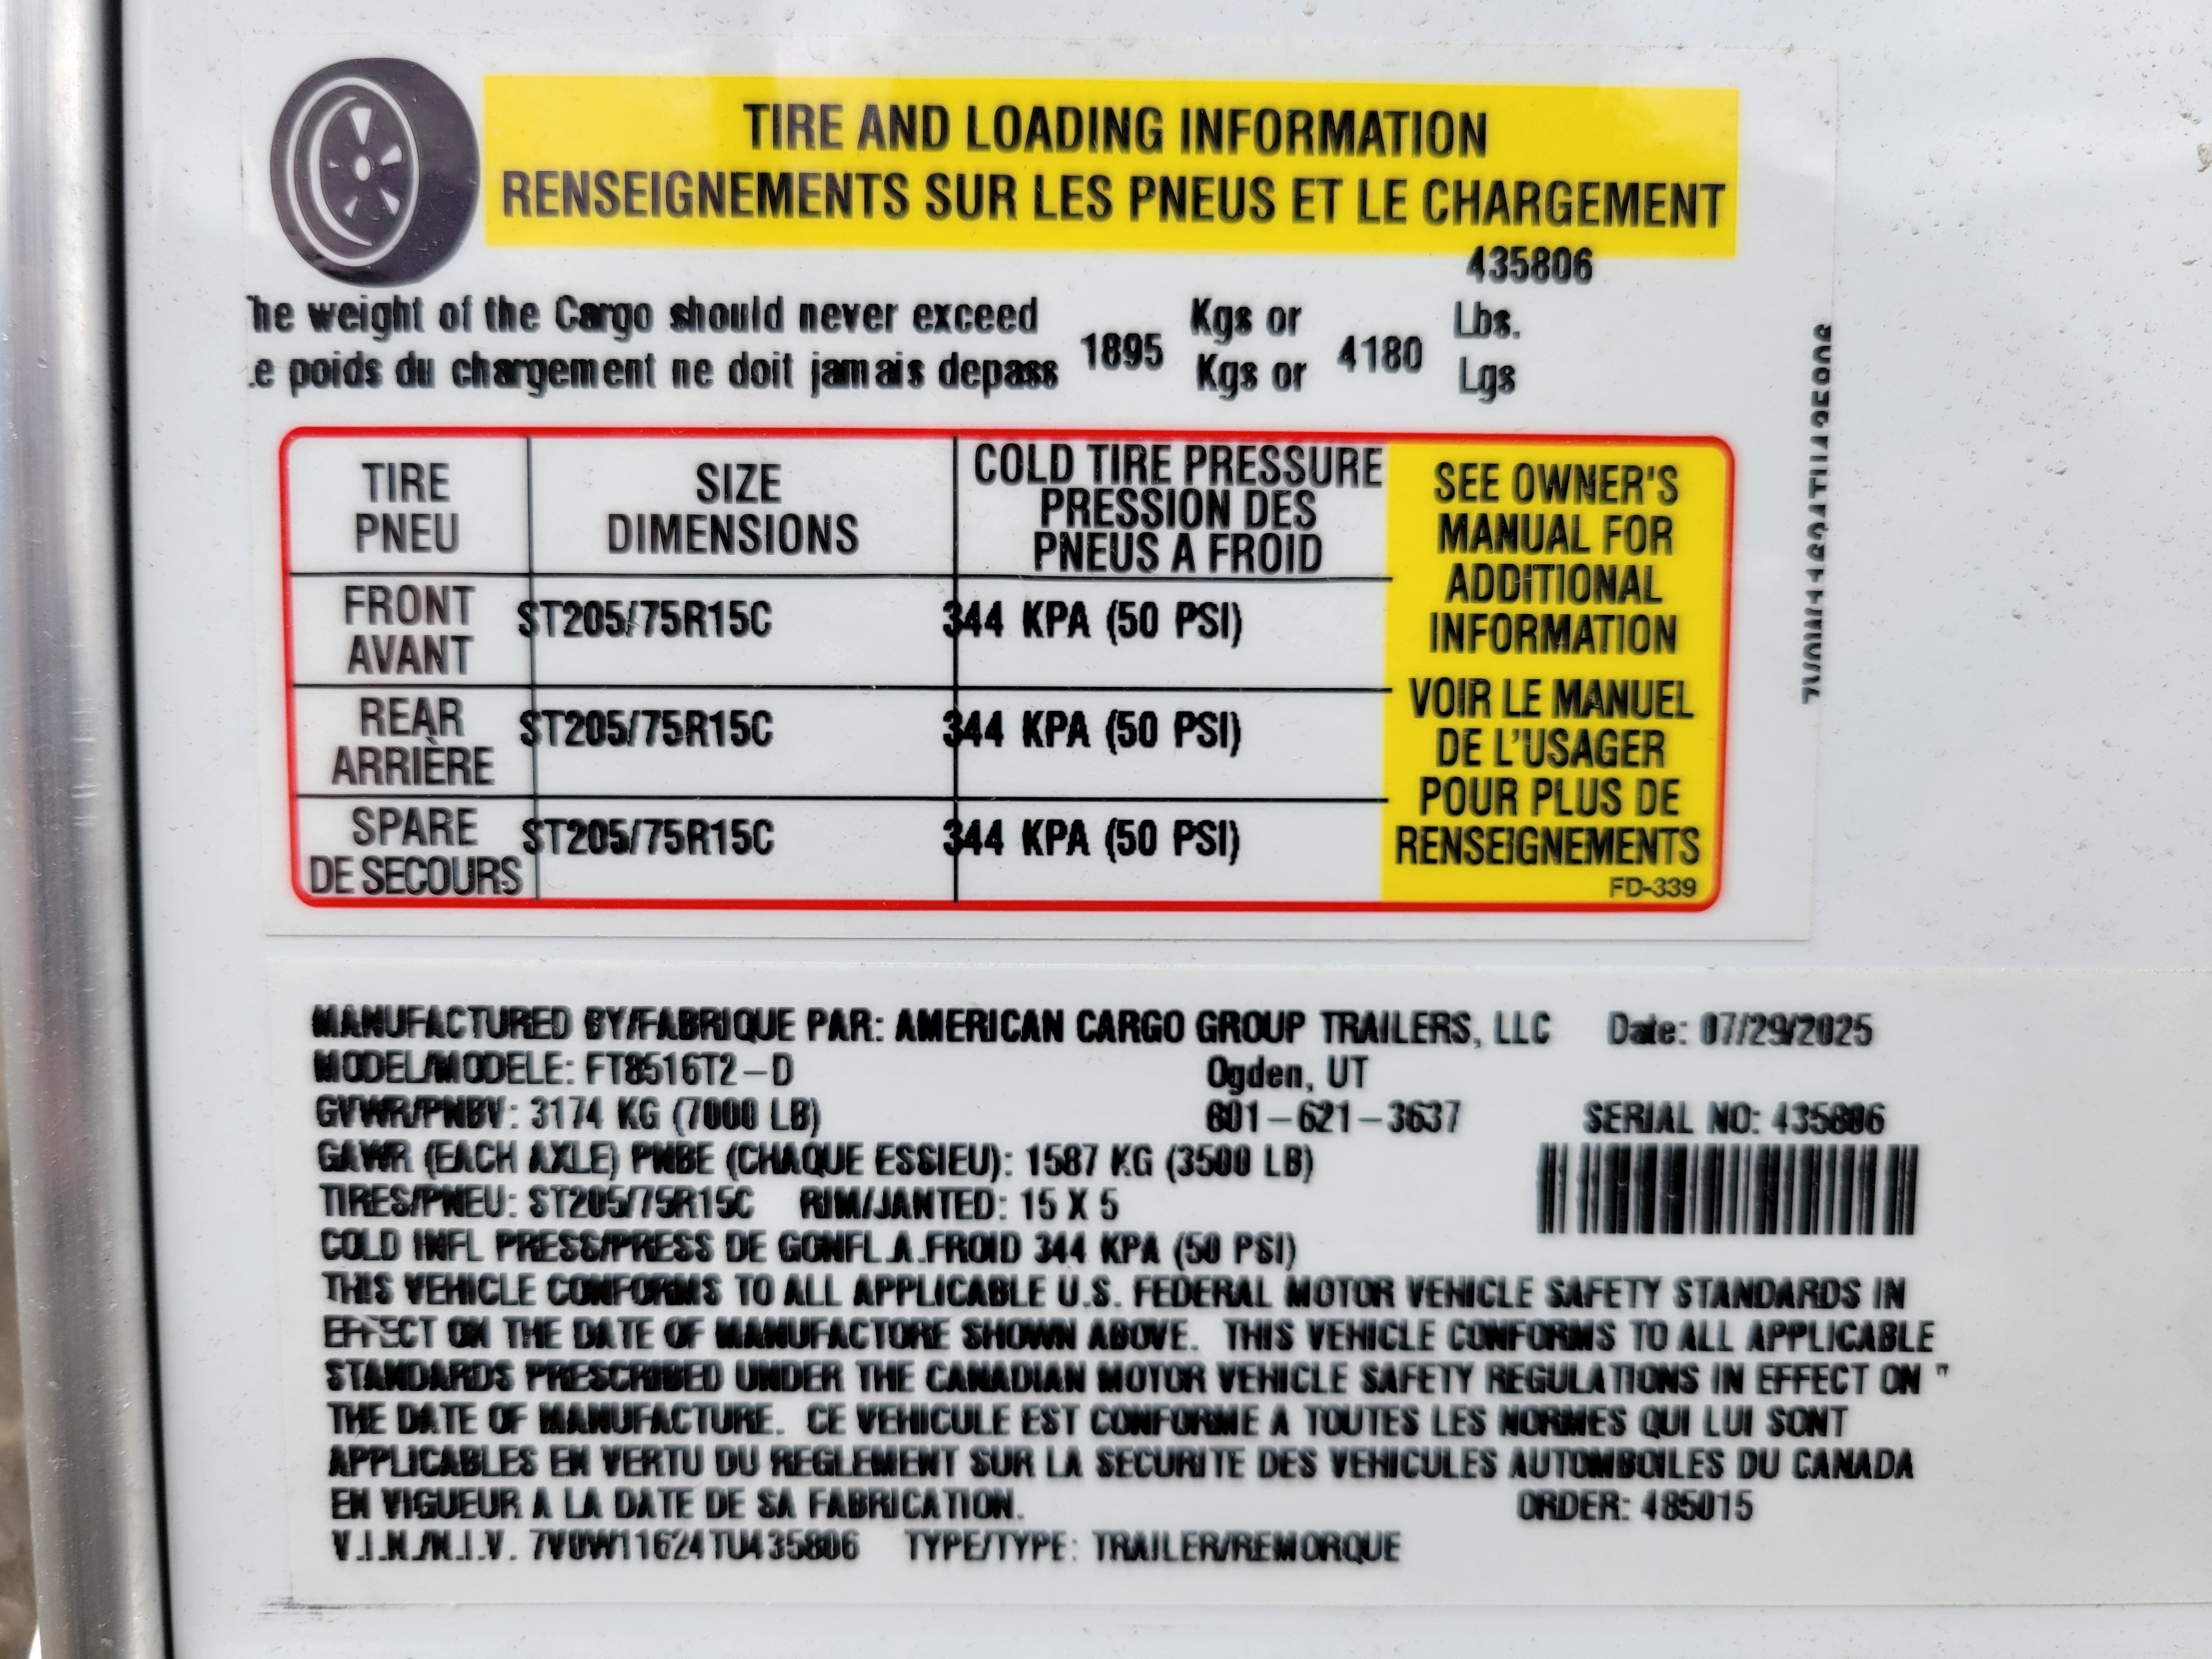 TIRE AND LOADING INFORMATION
RENSEIGNEMENTS SUR LES PNEUS ET LE CHARGEMENT
435806
he weight of the Cargo should never exceed 1895 Kgs or 4180 Lbs.
e poids du chargement ne doit jamais depass Kgs or Lgs
TIRE
PNEU
SIZE
DIMENSIONS
COLD TIRE PRESSURE
PRESSION DES
PNEUS A FROID
FRONT
AVANT
ST205/75R15C
344 KPA (50 PSI)
REAR
ARRIÈRE
ST205/75R15C
344 KPA (50 PSI)
SPARE
DE SECOURS
ST205/75R15C
344 KPA (50 PSI)
SEE OWNER'S
MANUAL FOR
ADDITIONAL
INFORMATION
VOIR LE MANUEL
DE L'USAGER
POUR PLUS DE
RENSEIGNEMENTS
FD-339
MANUFACTURED BY/FABRIQUE PAR: AMERICAN CARGO GROUP TRAILERS, LLC Date: 07/29/2025
MODEL/MODELE: FT8516T2-D Ogden, UT
GVWR/PNBV: 3174 KG (7000 LB) 801-621-3637 SERIAL NO: 435806
GAWR (EACH AXLE) PNBE (CHAQUE ESSIEU): 1587 KG (3500 LB)
TIRES/PNEU: ST205/75R15C RIM/JANTED: 15 X 5
COLD INFL PRESS/PRESS DE GONFL.A.FROID 344 KPA (50 PSI)
THIS VEHICLE CONFORMS TO ALL APPLICABLE U.S. FEDERAL MOTOR VEHICLE SAFETY STANDARDS IN
EFFECT ON THE DATE OF MANUFACTORE SHOWN ABOVE. THIS VEHICLE CONFORMS TO ALL APPLICABLE
STANDARDS PRESCRIBED UNDER THE CANADIAN MOTOR VEHICLE SAFETY REGULATIONS IN EFFECT ON "
THE DATE OF MANUFACTURE. CE VEHICULE EST CONFORME A TOUTES LES NORMES QUI LUI SONT
APPLICABLES EN VERTU DU REGLEMENT SUR LA SECURITE DES VEHICULES AUTOMBOILES DU CANADA
EN VIGUEUR A LA DATE DE SA FABRICATION. ORDER: 485015
V.I.N./N.I.V. 7V0W11624TU435806 TYPE/TYPE: TRAILER/REMORQUE